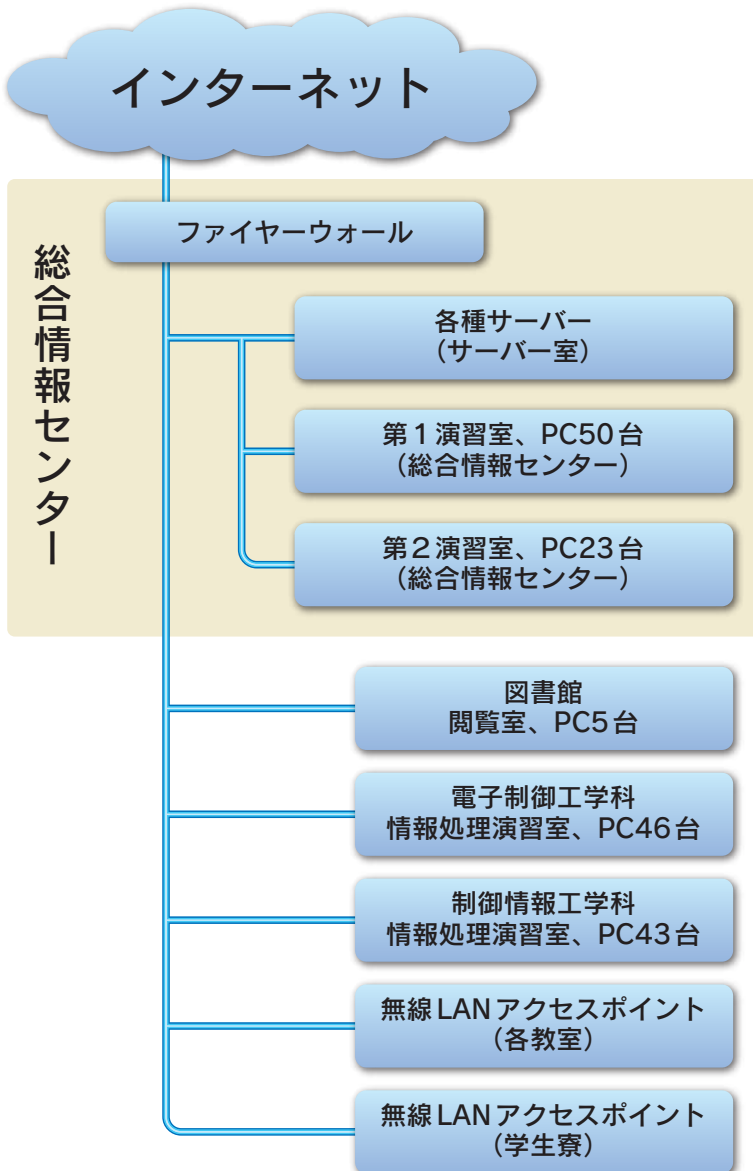 インターネット
総合情報センター
ファイヤーウォール
各種サーバー
（サーバー室）
第1演習室、PC50台
（総合情報センター）
第2演習室、PC23台
（総合情報センター）
図書館
閲覧室、PC5台
電子制御工学科
情報処理演習室、PC46台
制御情報工学科
情報処理演習室、PC43台
無線LANアクセスポイント
（各教室）
無線LANアクセスポイント
（学生寮）